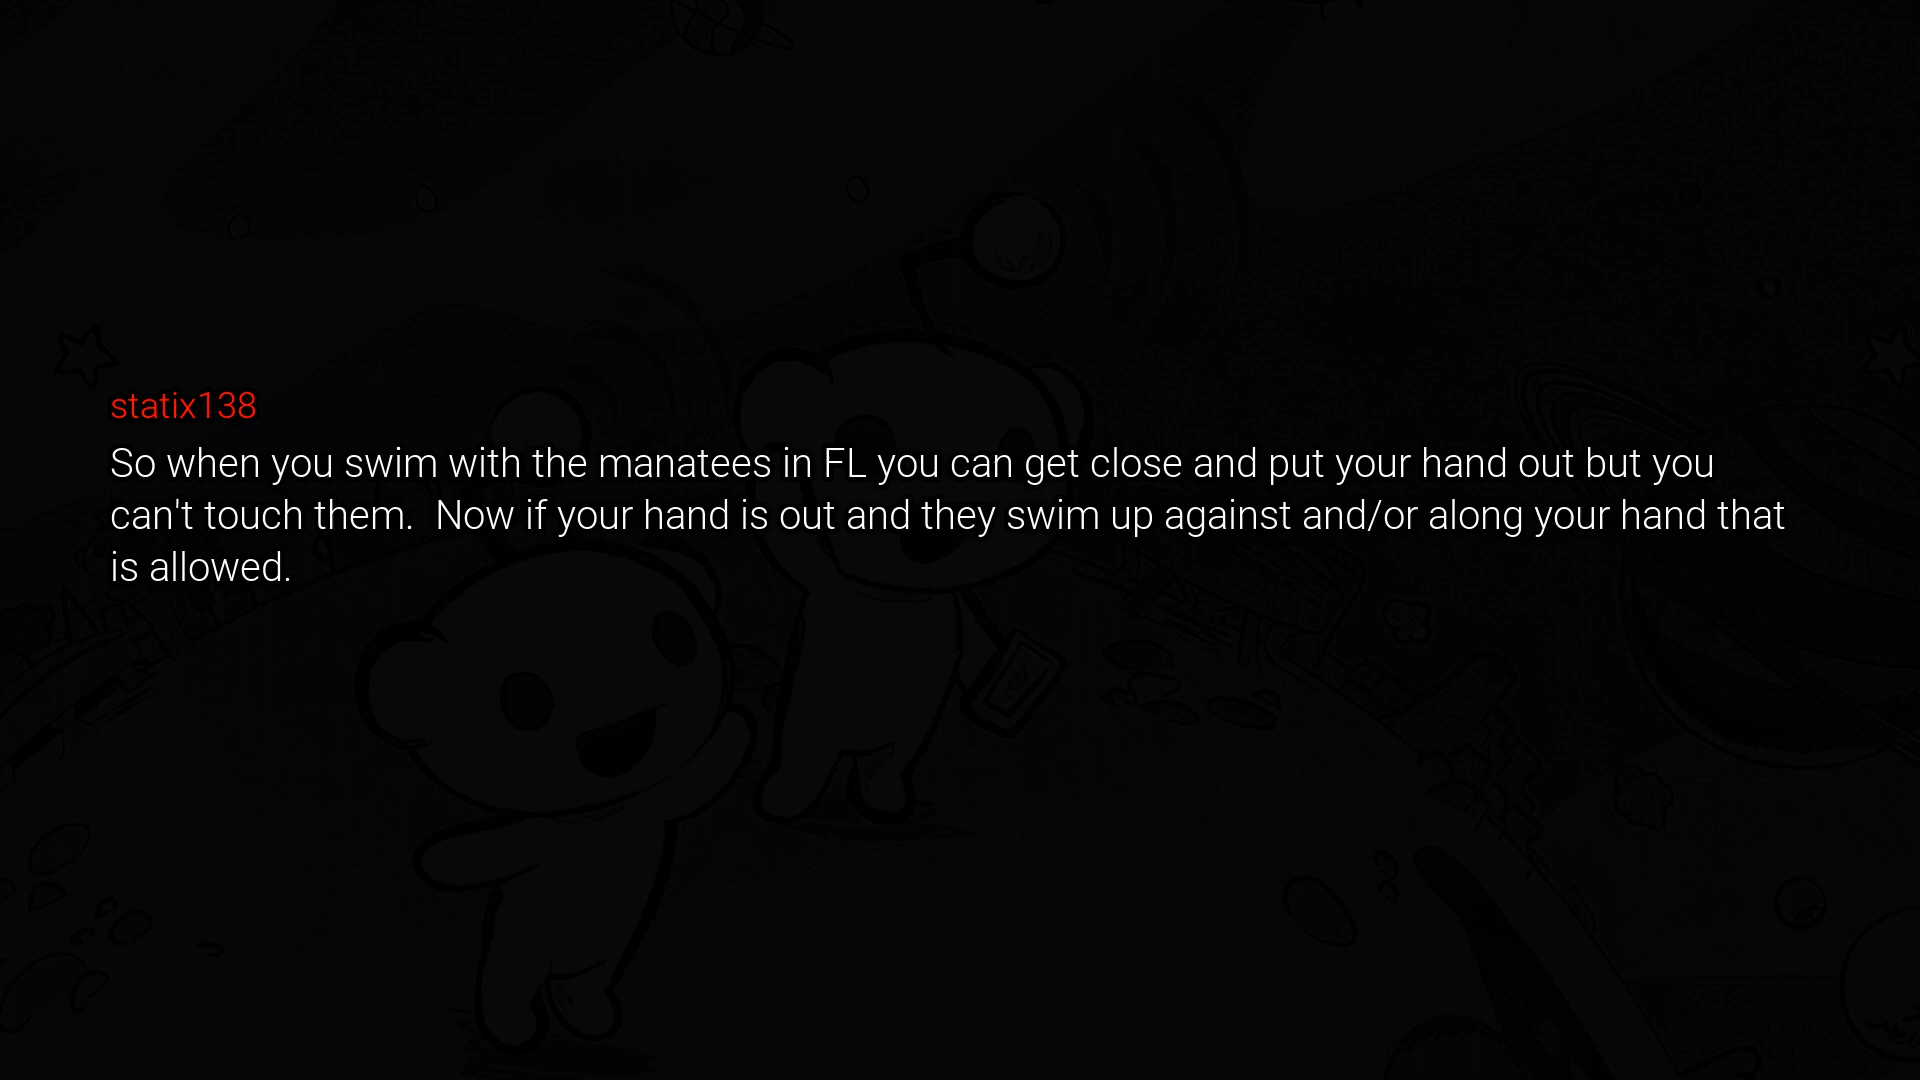 statix138
So when you swim with the manatees in FL you can get close and put your hand out but you
can't touch them.  Now if your hand is out and they swim up against and/or along your hand that
is allowed.